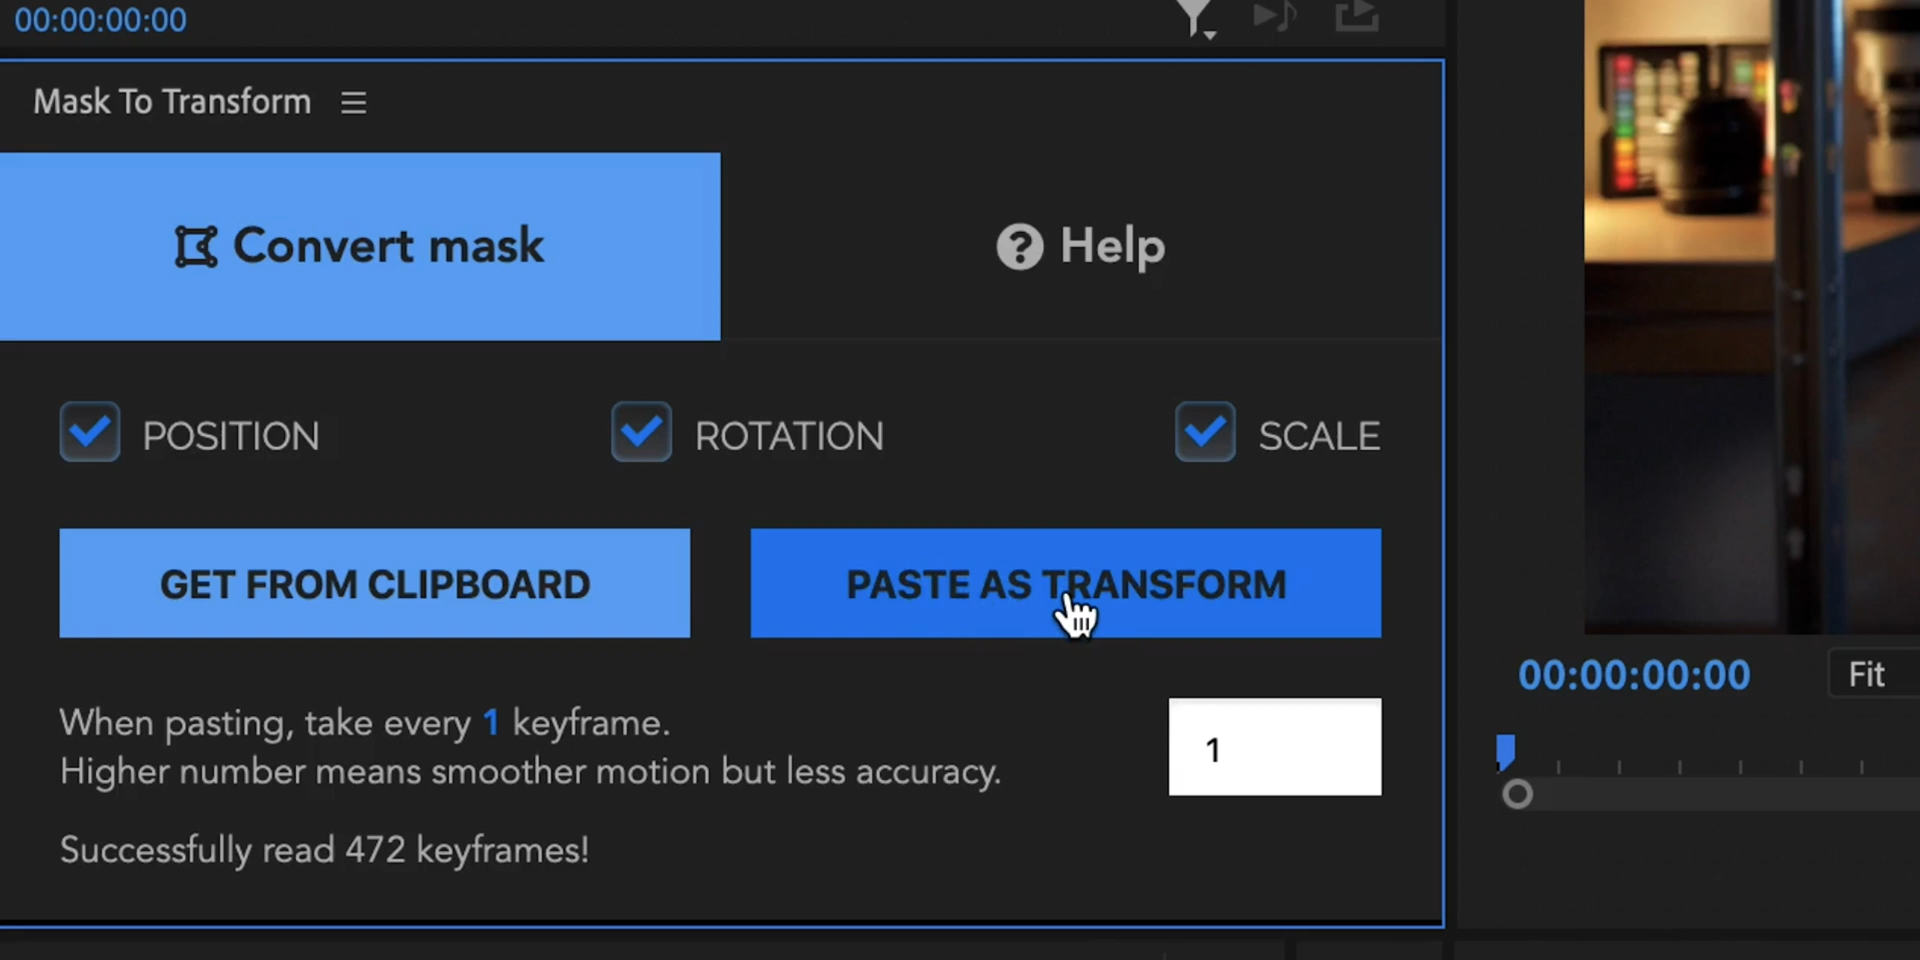 00:00:00:00
Mask To Transform
Convert mask
Help
POSITION
ROTATION
SCALE
GET FROM CLIPBOARD
PASTE AS TRANSFORM
When pasting, take every 1 keyframe.
Higher number means smoother motion but less accuracy.
1
Successfully read 472 keyframes!
00:00:00:00
Fit